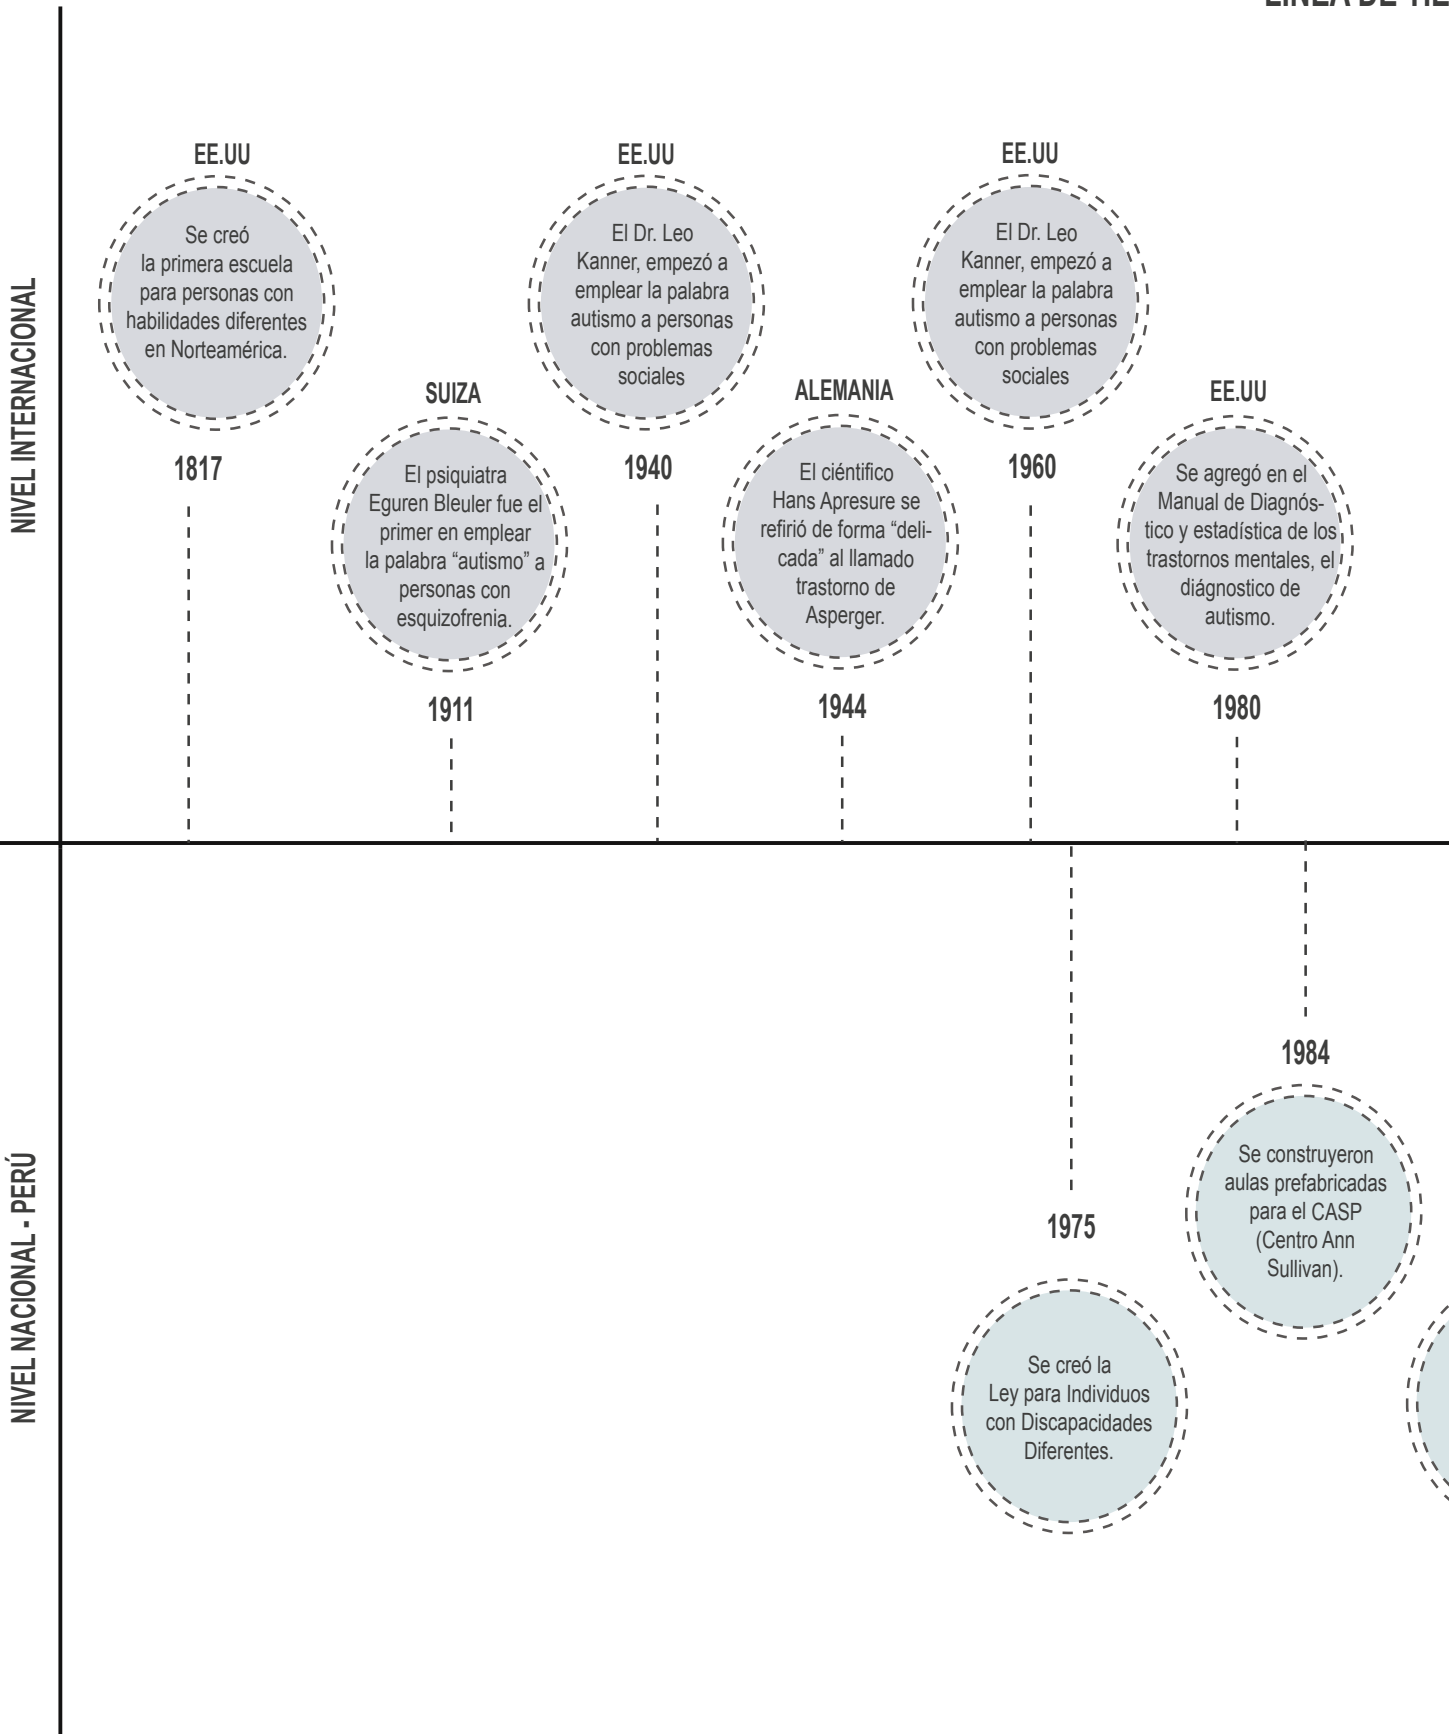 NIVEL INTERNACIONAL
EE.UU
Se creó
la primera escuela
para personas con
habilidades diferentes
en Norteamérica.
1817
SUIZA
El psiquiatra
Eguren Bleuler fue el
primer en emplear
la palabra “autismo” a
personas con
esquizofrenia.
1911
EE.UU
El Dr. Leo
Kanner, empezó a
emplear la palabra
autismo a personas
con problemas
sociales
1940
ALEMANIA
El ciéntifico
Hans Apresure se
refirió de forma “deli-
cada” al llamado
trastorno de
Asperger.
1944
EE.UU
El Dr. Leo
Kanner, empezó a
emplear la palabra
autismo a personas
con problemas
sociales
1960
EE.UU
Se agregó en el
Manual de Diagnós-
tico y estadística de los
trastornos mentales, el
diágnostico de
autismo.
1980
NIVEL NACIONAL - PERÚ
1975
Se creó la
Ley para Individuos
con Discapacidades
Diferentes.
1984
Se construyeron
aulas prefabricadas
para el CASP
(Centro Ann
Sullivan).